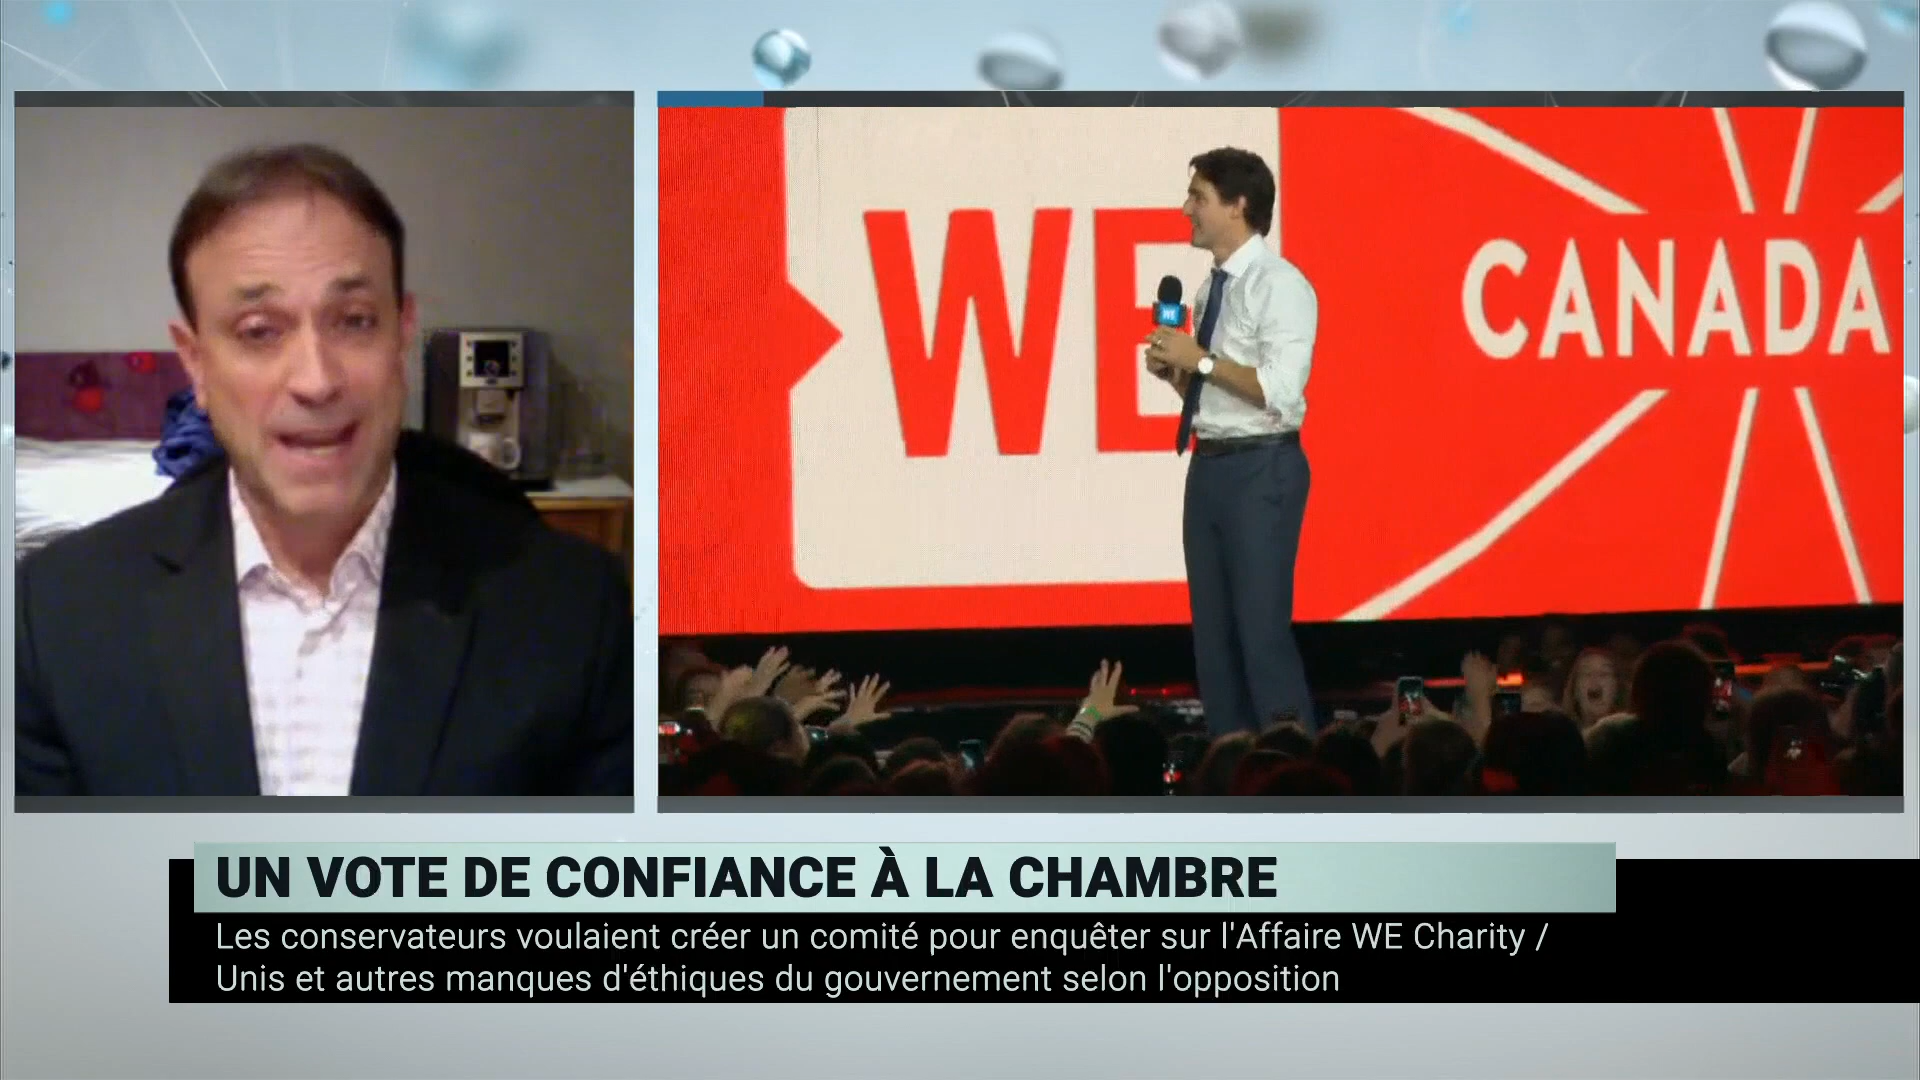 WE
CANADA
WE
UN VOTE DE CONFIANCE À LA CHAMBRE
Les conservateurs voulaient créer un comité pour enquêter sur l'Affaire WE Charity /
Unis et autres manques d'éthiques du gouvernement selon l'opposition